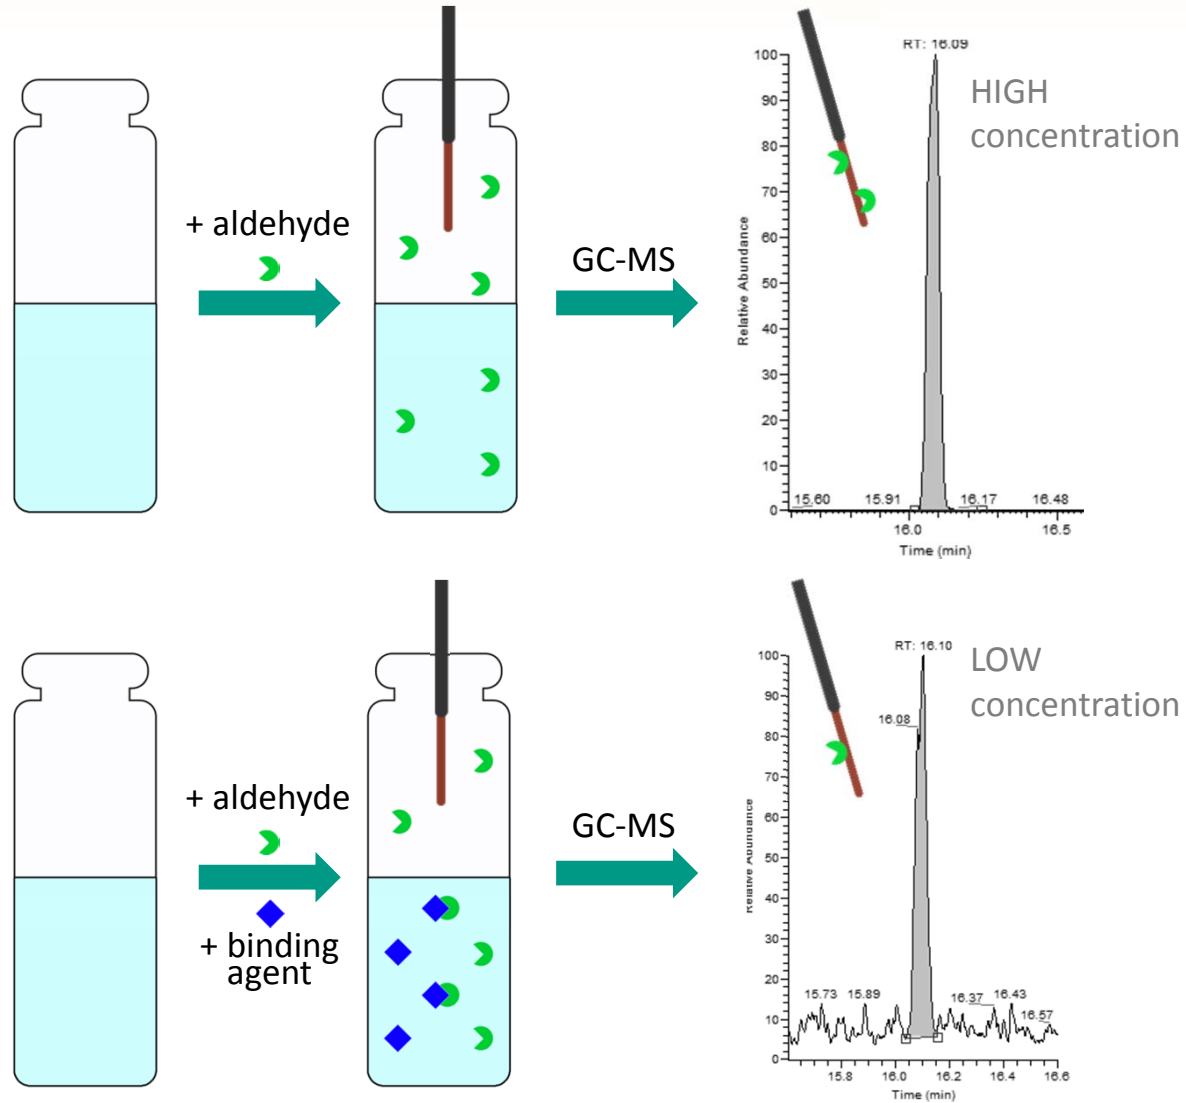 + aldehyde
GC-MS
HIGH
concentration
RT: 16.09
100
90
80
70
60
50
40
30
20
10
0
Relative Abundance
15.60
15.91
16.17
16.48
16.0
16.5
Time (min)
+ aldehyde
+ binding
agent
GC-MS
LOW
concentration
RT: 16.10
16.08
100
90
80
70
60
50
40
30
20
10
0
Relative Abundance
15.73
15.89
16.37
16.43
16.57
15.8
16.0
16.2
16.4
16.6
Time (min)